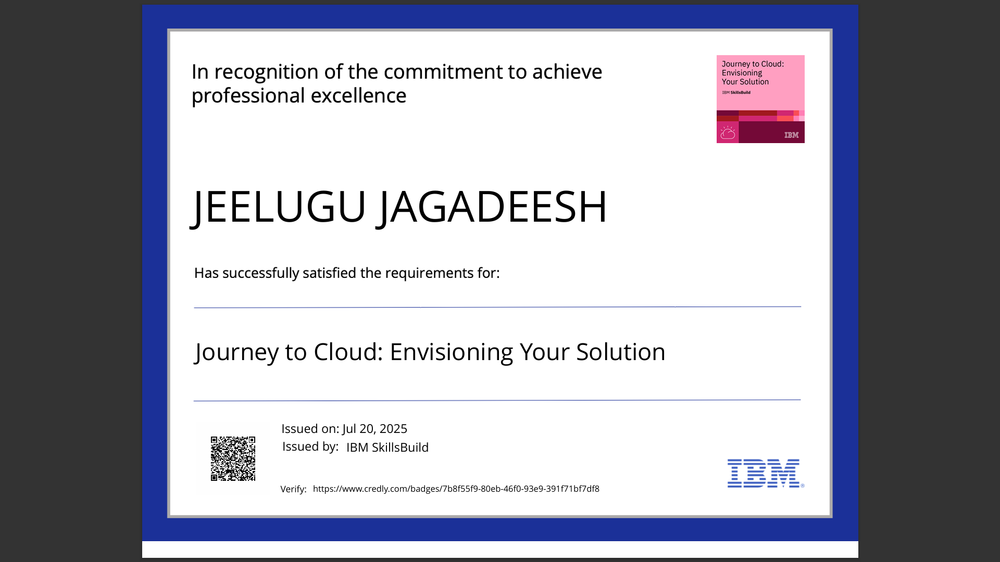 In recognition of the commitment to achieve
professional excellence
Journey to Cloud:
Envisioning
Your Solution
IBM SkillsBuild
IBM
JEELUGU JAGADEESH
Has successfully satisfied the requirements for:
Journey to Cloud: Envisioning Your Solution
Issued on: Jul 20, 2025
Issued by: IBM SkillsBuild
Verify: https://www.credly.com/badges/7b8f55f9-80eb-46f0-93e9-391f71bf7df8
IBM®